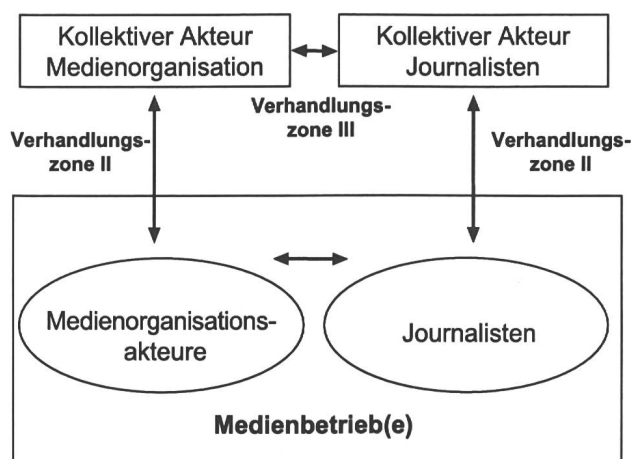 Kollektiver Akteur
Medienorganisation
Kollektiver Akteur
Journalisten
Verhandlungs-
zone III
Verhandlungs-
zone II
Verhandlungs-
zone II
Medienorganisations-
akteure
Journalisten
Medienbetrieb(e)